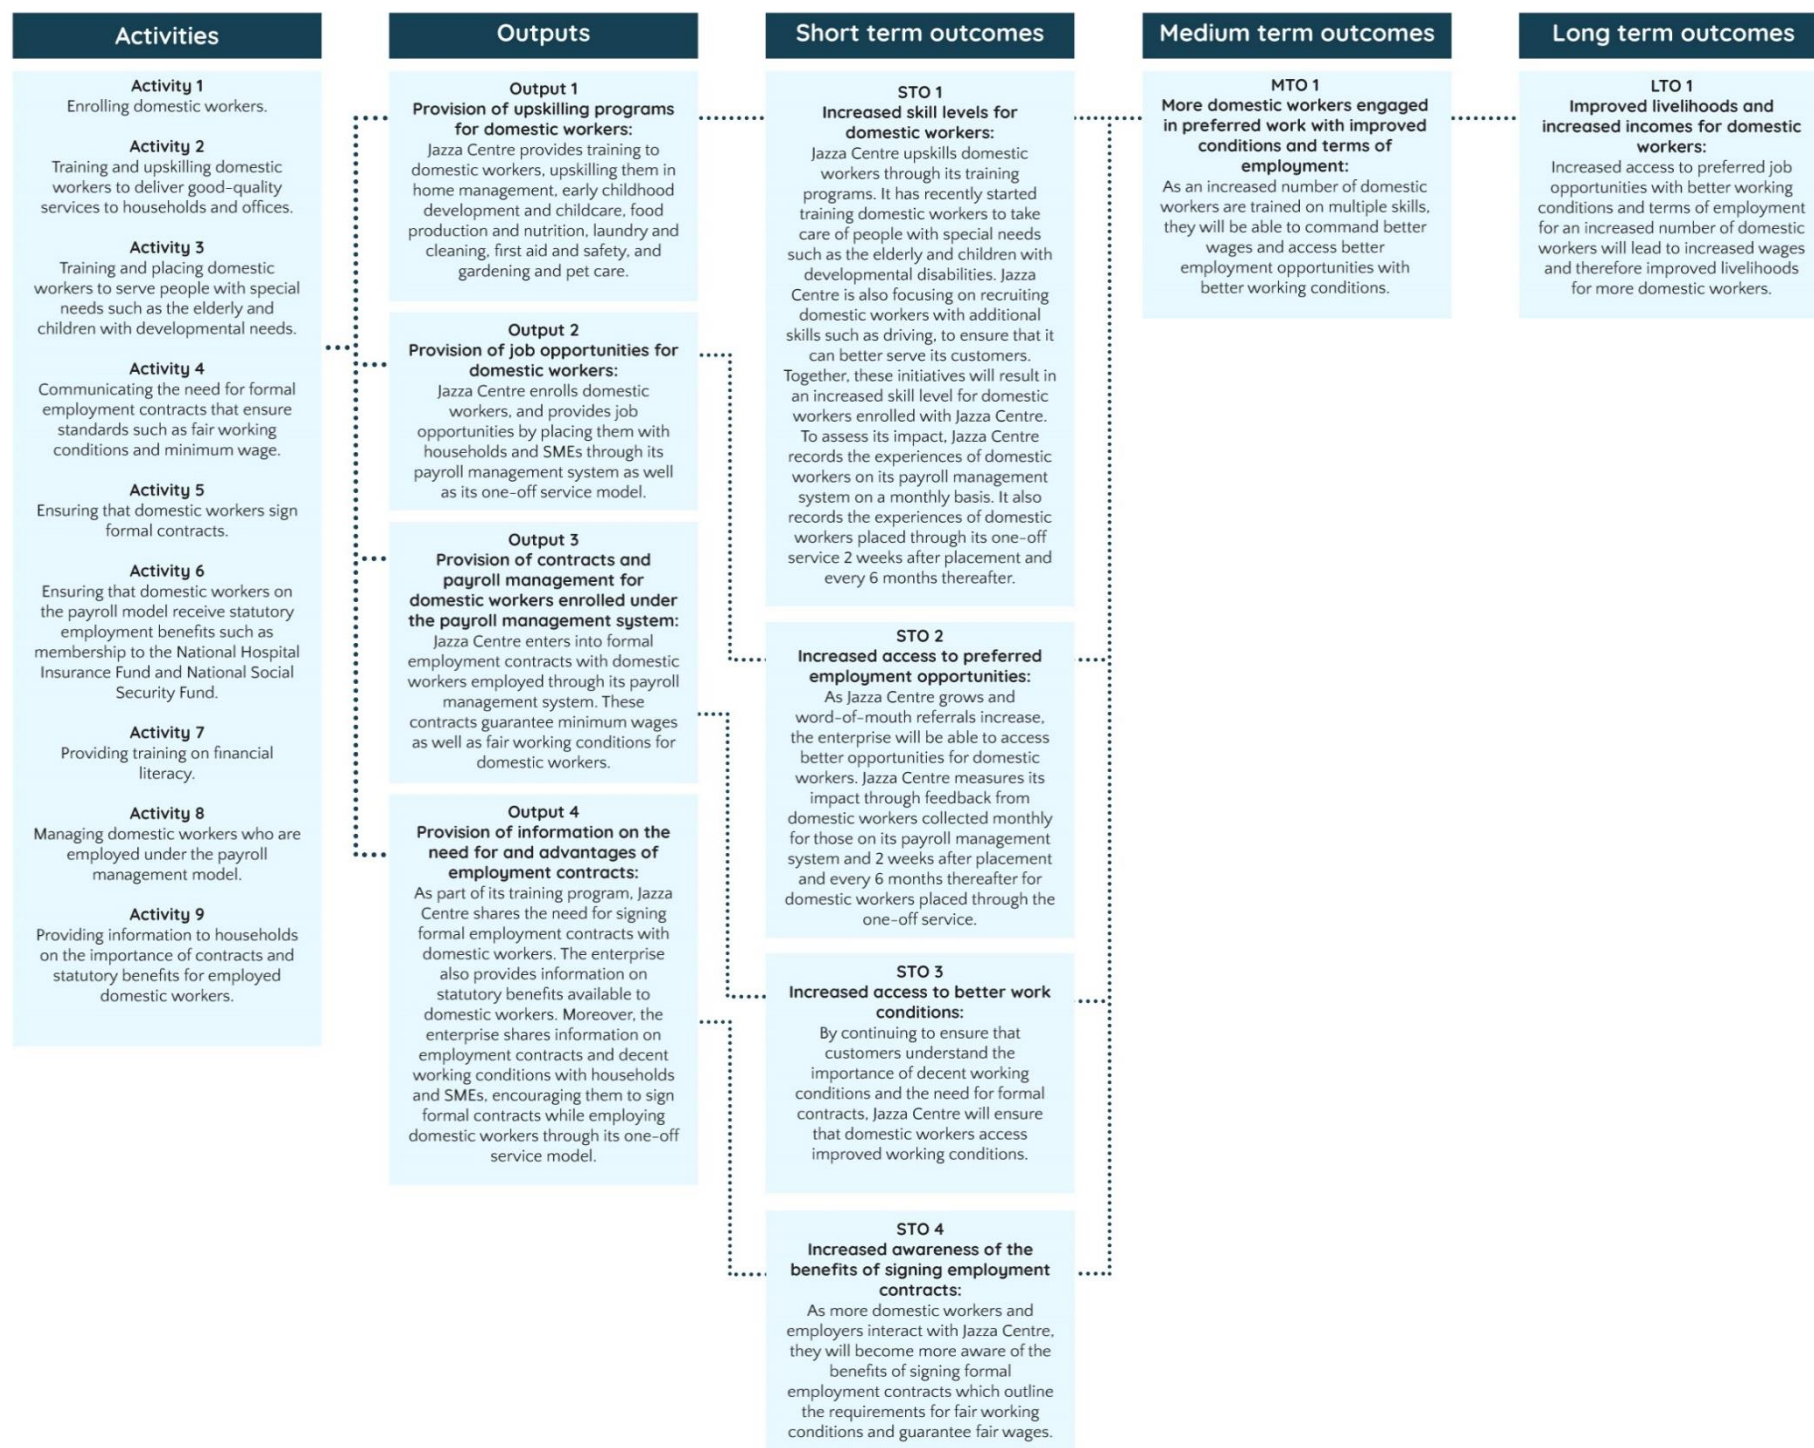 Activities
Activity 1
Enrolling domestic workers.
Activity 2
Training and upskilling domestic
workers to deliver good-quality
services to households and offices.
Activity 3
Training and placing domestic
workers to serve people with special
needs such as the elderly and
children with developmental needs.
Activity 4
Communicating the need for formal
employment contracts that ensure
standards such as fair working
conditions and minimum wage.
Activity 5
Ensuring that domestic workers sign
formal contracts.
Activity 6
Ensuring that domestic workers on
the payroll model receive statutory
employment benefits such as
membership to the National Hospital
Insurance Fund and National Social
Security Fund.
Activity 7
Providing training on financial
literacy.
Activity 8
Managing domestic workers who are
employed under the payroll
management model.
Activity 9
Providing information to households
on the importance of contracts and
statutory benefits for employed
domestic workers.
Outputs
Output 1
Provision of upskilling programs
for domestic workers:
Jazza Centre provides training to
domestic workers, upskilling them in
home management, early childhood
development and childcare, food
production and nutrition, laundry and
cleaning, first aid and safety, and
gardening and pet care.
Output 2
Provision of job opportunities for
domestic workers:
Jazza Centre enrolls domestic
workers, and provides job
opportunities by placing them with
households and SMEs through its
payroll management system as well
as its one-off service model.
Output 3
Provision of contracts and
payroll management for
domestic workers enrolled under
the payroll management system:
Jazza Centre enters into formal
employment contracts with domestic
workers employed through its payroll
management system. These
contracts guarantee minimum wages
as well as fair working conditions for
domestic workers.
Output 4
Provision of information on the
need for and advantages of
employment contracts:
As part of its training program, Jazza
Centre shares the need for signing
formal employment contracts with
domestic workers. The enterprise
also provides information on
statutory benefits available to
domestic workers. Moreover, the
enterprise shares information on
employment contracts and decent
working conditions with households
and SMEs, encouraging them to sign
formal contracts while employing
domestic workers through its one-off
service model.
Short term outcomes
STO 1
Increased skill levels for
domestic workers:
Jazza Centre upskills domestic
workers through its training
programs. It has recently started
training domestic workers to take
care of people with special needs
such as the elderly and children with
developmental disabilities. Jazza
Centre is also focusing on recruiting
domestic workers with additional
skills such as driving, to ensure that it
can better serve its customers.
Together, these initiatives will result in
an increased skill level for domestic
workers enrolled with Jazza Centre.
To assess its impact, Jazza Centre
records the experiences of domestic
workers on its payroll management
system on a monthly basis. It also
records the experiences of domestic
workers placed through its one-off
service 2 weeks after placement and
every 6 months thereafter.
STO 2
Increased access to preferred
employment opportunities:
As Jazza Centre grows and
word-of-mouth referrals increase,
the enterprise will be able to access
better opportunities for domestic
workers. Jazza Centre measures its
impact through feedback from
domestic workers collected monthly
for those on its payroll management
system and 2 weeks after placement
and every 6 months thereafter for
domestic workers placed through the
one-off service.
STO 3
Increased access to better work
conditions:
By continuing to ensure that
customers understand the
importance of decent working
conditions and the need for formal
contracts, Jazza Centre will ensure
that domestic workers access
improved working conditions.
STO 4
Increased awareness of the
benefits of signing employment
contracts:
As more domestic workers and
employers interact with Jazza Centre,
they will become more aware of the
benefits of signing formal
employment contracts which outline
the requirements for fair working
conditions and guarantee fair wages.
Medium term outcomes
MTO 1
More domestic workers engaged
in preferred work with improved
conditions and terms of
employment:
As an increased number of domestic
workers are trained on multiple skills,
they will be able to command better
wages and access better
employment opportunities with
better working conditions.
Long term outcomes
LTO 1
Improved livelihoods and
increased incomes for domestic
workers:
Increased access to preferred job
opportunities with better working
conditions and terms of employment
for an increased number of domestic
workers will lead to increased wages
and therefore improved livelihoods
for more domestic workers.